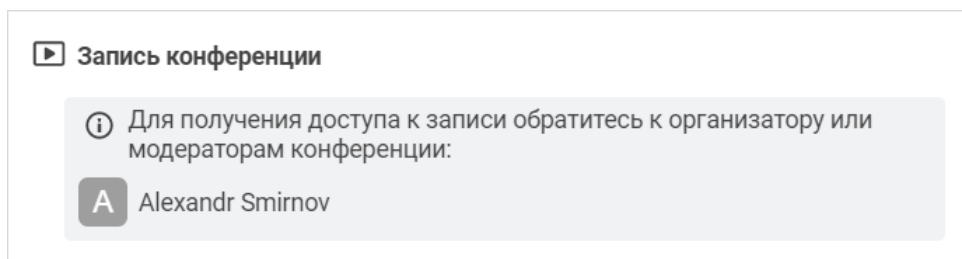 Запись конференции
Для получения доступа к записи обратитесь к организатору или
модераторам конференции:
A Alexandr Smirnov